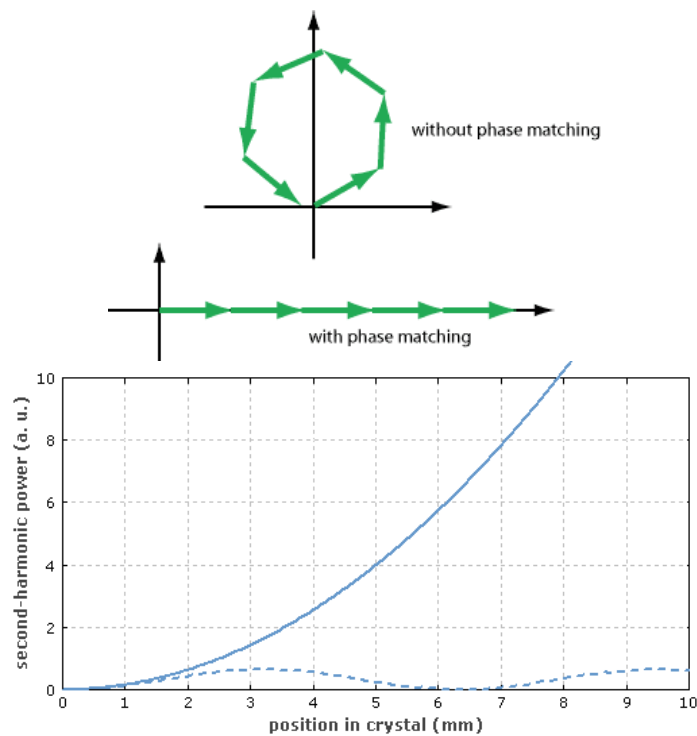 without phase matching
with phase matching
second-harmonic power (a. u.)
10
8
6
4
2
0
0 1 2 3 4 5 6 7 8 9 10
position in crystal (mm)